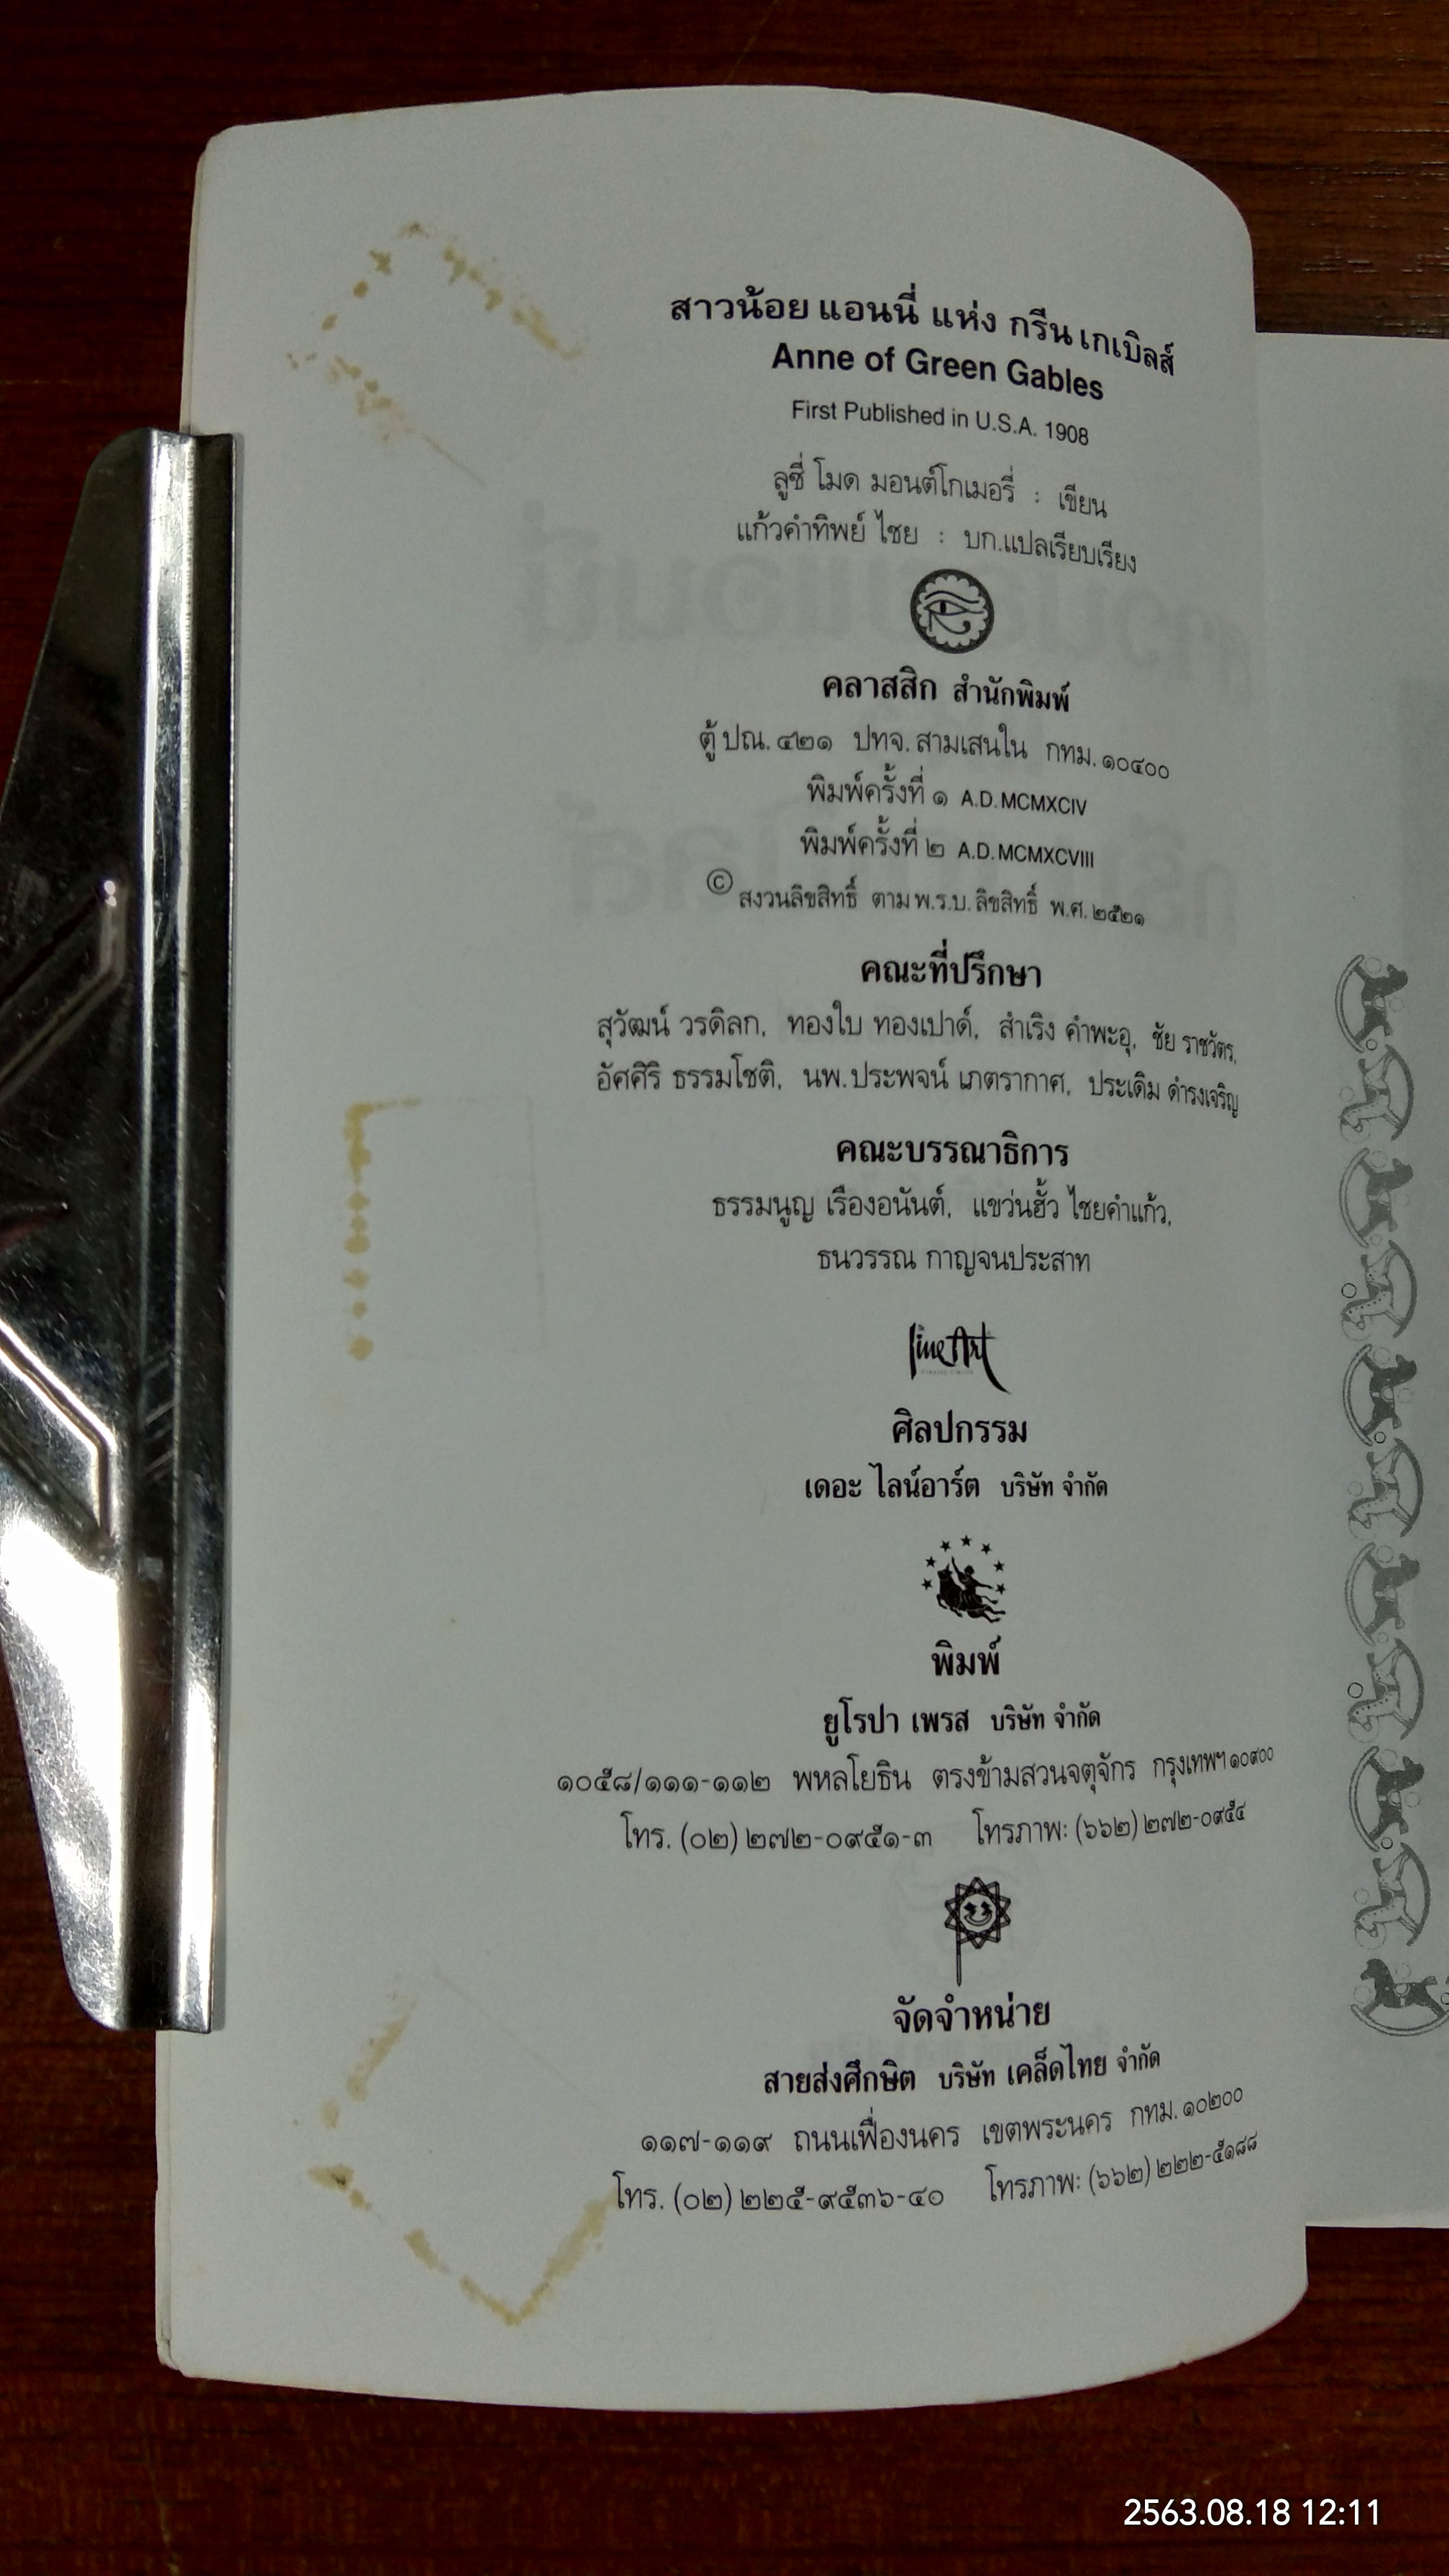 สาวน้อย แอนนี่ แห่ง กรีน เกเบิลส์
Anne of Green Gables
First Published in U.S.A. 1908
ลูซี่ โมด มอนต์โกเมอรี่ : เขียน
แก้วคำทิพย์ ไชย : บก.แปลเรียบเรียง
คลาสสิก สำนักพิมพ์
ตู้ ปณ. ๔๒๑ ปทจ. สามเสนใน กทม. ๑๐๔๐๐
พิมพ์ครั้งที่ ๑ A.D. MCMXCIV
พิมพ์ครั้งที่ ๒ A.D. MCMXCVIII
© สงวนลิขสิทธิ์ ตาม พ.ร.บ. ลิขสิทธิ์ พ.ศ. ๒๕๒๑
คณะที่ปรึกษา
สุวัฒน์ วรดิลก, ทองใบ ทองเปาด์, สำเริง คำพะอุ, ชัย ราชวัตร,
อัศศิริ ธรรมโชติ, นพ.ประพจน์ เภตรากาศ, ประเดิม ดำรงเจริญ
คณะบรรณาธิการ
ธรรมนูญ เรืองอนันต์, แขว่นฮั้ว ไชยคำแก้ว,
ธนวรรณ กาญจนประสาท
lineArt
ศิลปกรรม
เดอะ ไลน์อาร์ต บริษัท จำกัด
พิมพ์
ยูโรปา เพรส บริษัท จำกัด
๑๐๕๘/๑๑๑-๑๑๒ พหลโยธิน ตรงข้ามสวนจตุจักร กรุงเทพฯ ๑๐๙๐๐
โทร. (๐๒) ๒๗๒-๐๙๕๑-๓ โทรภาพ: (๖๖๒) ๒๗๒-๐๙๕๔
จัดจำหน่าย
สายส่งศึกษิต บริษัท เคล็ดไทย จำกัด
๑๑๗-๑๑๙ ถนนเฟื่องนคร เขตพระนคร กทม. ๑๐๒๐๐
โทร. (๐๒) ๒๒๕-๙๕๓๖-๔๐ โทรภาพ: (๖๖๒) ๒๒๒-๕๑๘๘
2563.08.18 12:11